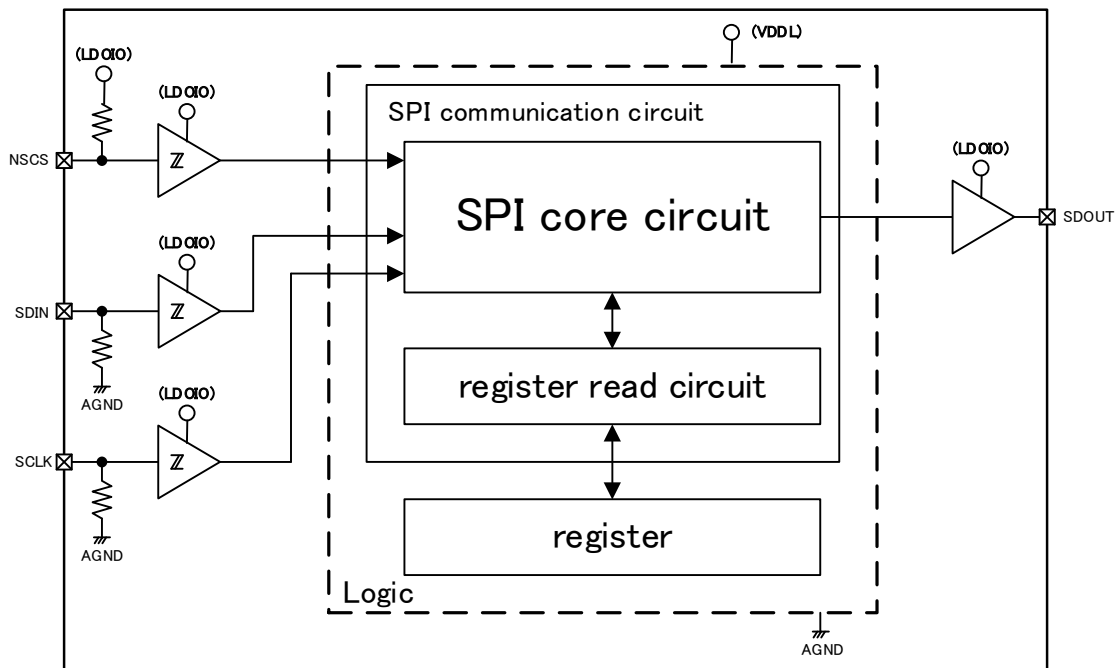 (VDDL)
(LDOIO)
(LDOIO)
SPI communication circuit
NSCS
SPI core circuit
(LDOIO)
SDOUT
(LDOIO)
SDIN
AGND
register read circuit
(LDOIO)
SCLK
AGND
register
Logic
AGND